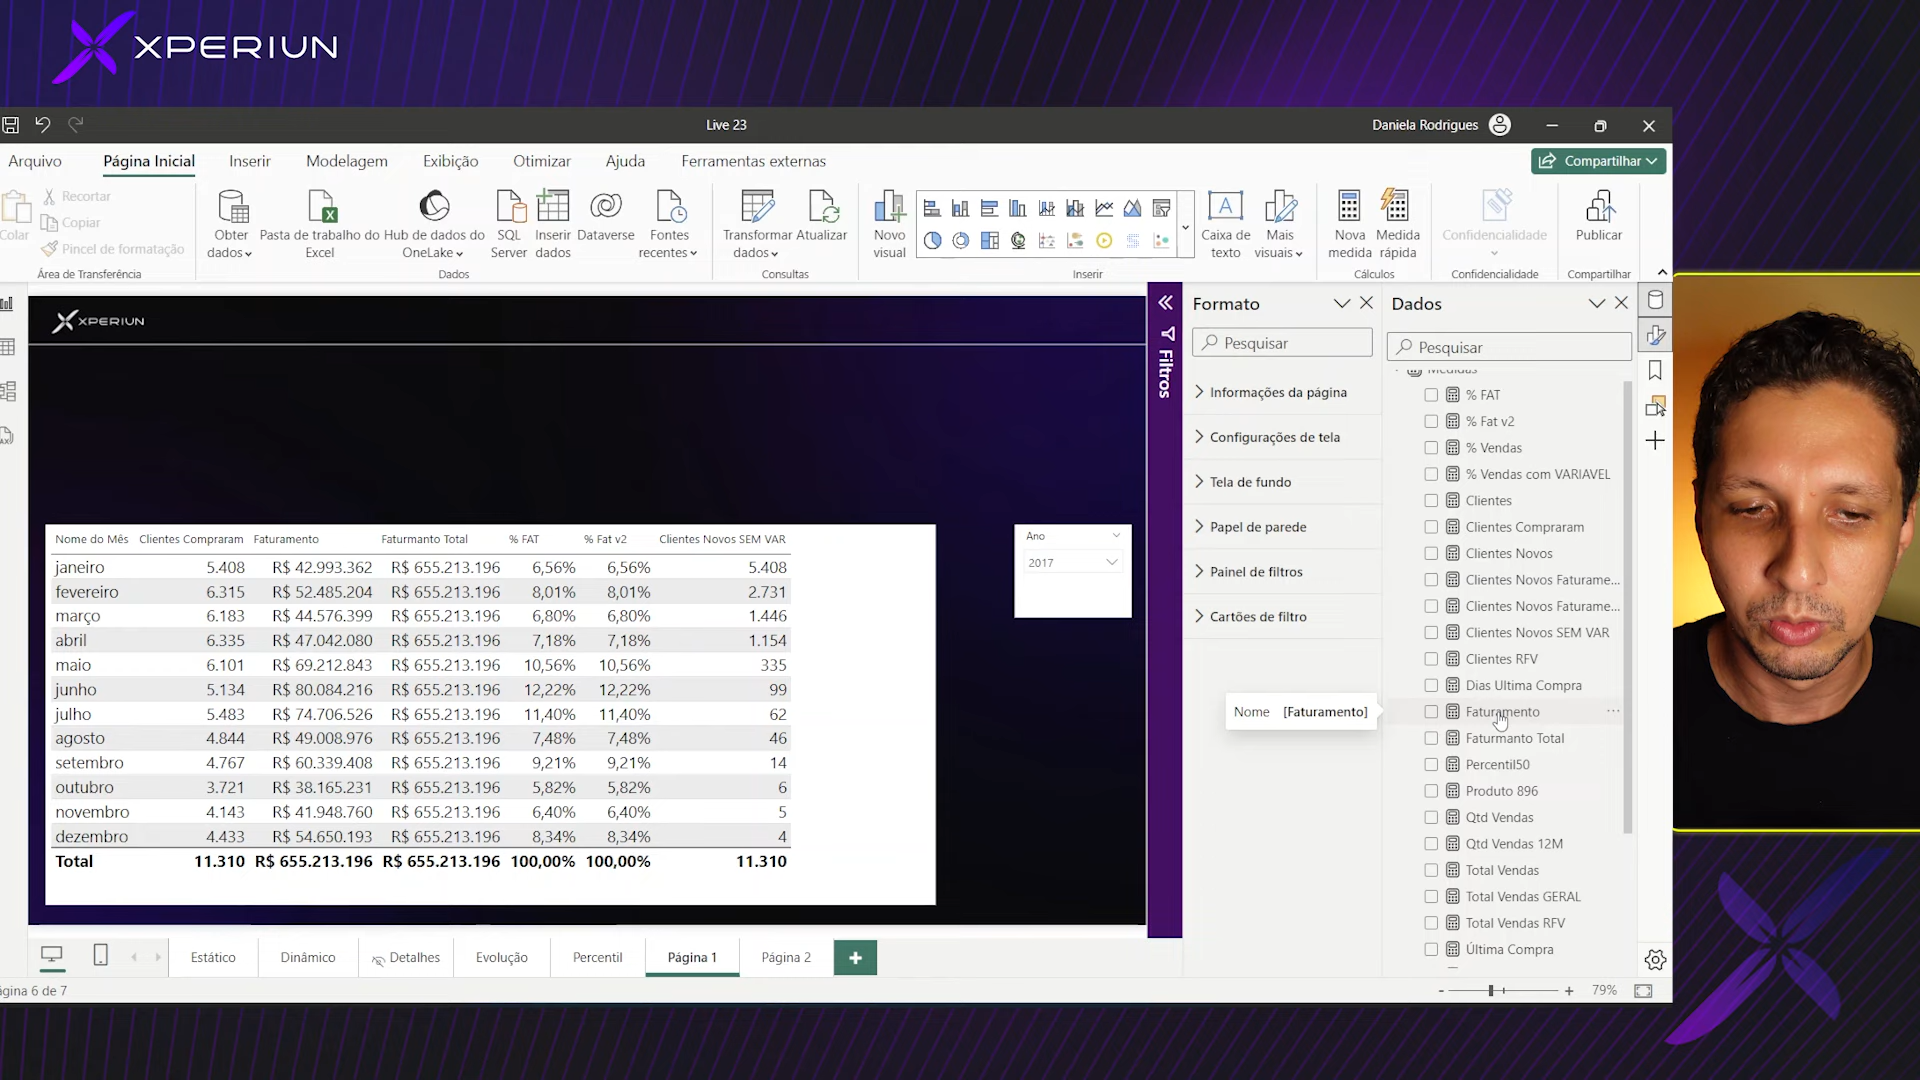 XPERIUN
Live 23
Daniela Rodrigues
Arquivo Página Inicial Inserir Modelagem Exibição Otimizar Ajuda Ferramentas externas
Compartilhar
Colar
Recortar
Copiar
Pincel de formatação
Área de Transferência
Obter dados
Pasta de trabalho do Excel
Hub de dados do OneLake
SQL Server
Inserir dados
Dataverse
Fontes recentes
Dados
Transformar dados
Atualizar
Consultas
Novo visual
Caixa de texto
Mais visuais
Inserir
Nova medida
Medida rápida
Cálculos
Confidencialidade
Confidencialidade
Publicar
Compartilhar
XPERIUN
Nome do Mês Clientes Compraram Faturamento Faturmanto Total % FAT % Fat v2 Clientes Novos SEM VAR
janeiro 5.408 R$ 42.993.362 R$ 655.213.196 6,56% 6,56% 5.408
fevereiro 6.315 R$ 52.485.204 R$ 655.213.196 8,01% 8,01% 2.731
março 6.183 R$ 44.576.399 R$ 655.213.196 6,80% 6,80% 1.446
abril 6.335 R$ 47.042.080 R$ 655.213.196 7,18% 7,18% 1.154
maio 6.101 R$ 69.212.843 R$ 655.213.196 10,56% 10,56% 335
junho 5.134 R$ 80.084.216 R$ 655.213.196 12,22% 12,22% 99
julho 5.483 R$ 74.706.526 R$ 655.213.196 11,40% 11,40% 62
agosto 4.844 R$ 49.008.976 R$ 655.213.196 7,48% 7,48% 46
setembro 4.767 R$ 60.339.408 R$ 655.213.196 9,21% 9,21% 14
outubro 3.721 R$ 38.165.231 R$ 655.213.196 5,82% 5,82% 6
novembro 4.143 R$ 41.948.760 R$ 655.213.196 6,40% 6,40% 5
dezembro 4.433 R$ 54.650.193 R$ 655.213.196 8,34% 8,34% 4
Total 11.310 R$ 655.213.196 R$ 655.213.196 100,00% 100,00% 11.310
Ano
2017
Filtros
Formato
Pesquisar
Informações da página
Configurações de tela
Tela de fundo
Papel de parede
Painel de filtros
Cartões de filtro
Nome [Faturamento]
Dados
Pesquisar
Medidas
% FAT
% Fat v2
% Vendas
% Vendas com VARIAVEL
Clientes
Clientes Compraram
Clientes Novos
Clientes Novos Faturame...
Clientes Novos Faturame...
Clientes Novos SEM VAR
Clientes RFV
Dias Ultima Compra
Faturamento
Faturmanto Total
Percentil50
Produto 896
Qtd Vendas
Qtd Vendas 12M
Total Vendas
Total Vendas GERAL
Total Vendas RFV
Última Compra
Estático Dinâmico Detalhes Evolução Percentil Página 1 Página 2
ágina 6 de 7
79%